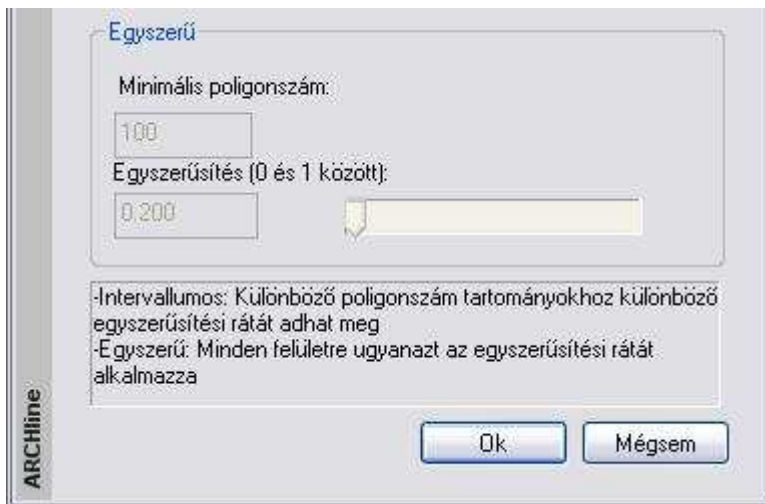 Egyszerű
Minimális poligonszám:
100
Egyszerűsítés (0 és 1 között):
0,200
-Intervallumos: Különböző poligonszám tartományokhoz különböző
egyszerűsítési rátát adhat meg
-Egyszerű: Minden felületre ugyanazt az egyszerűsítési rátát
alkalmazza
Ok
Mégsem
ARCHline